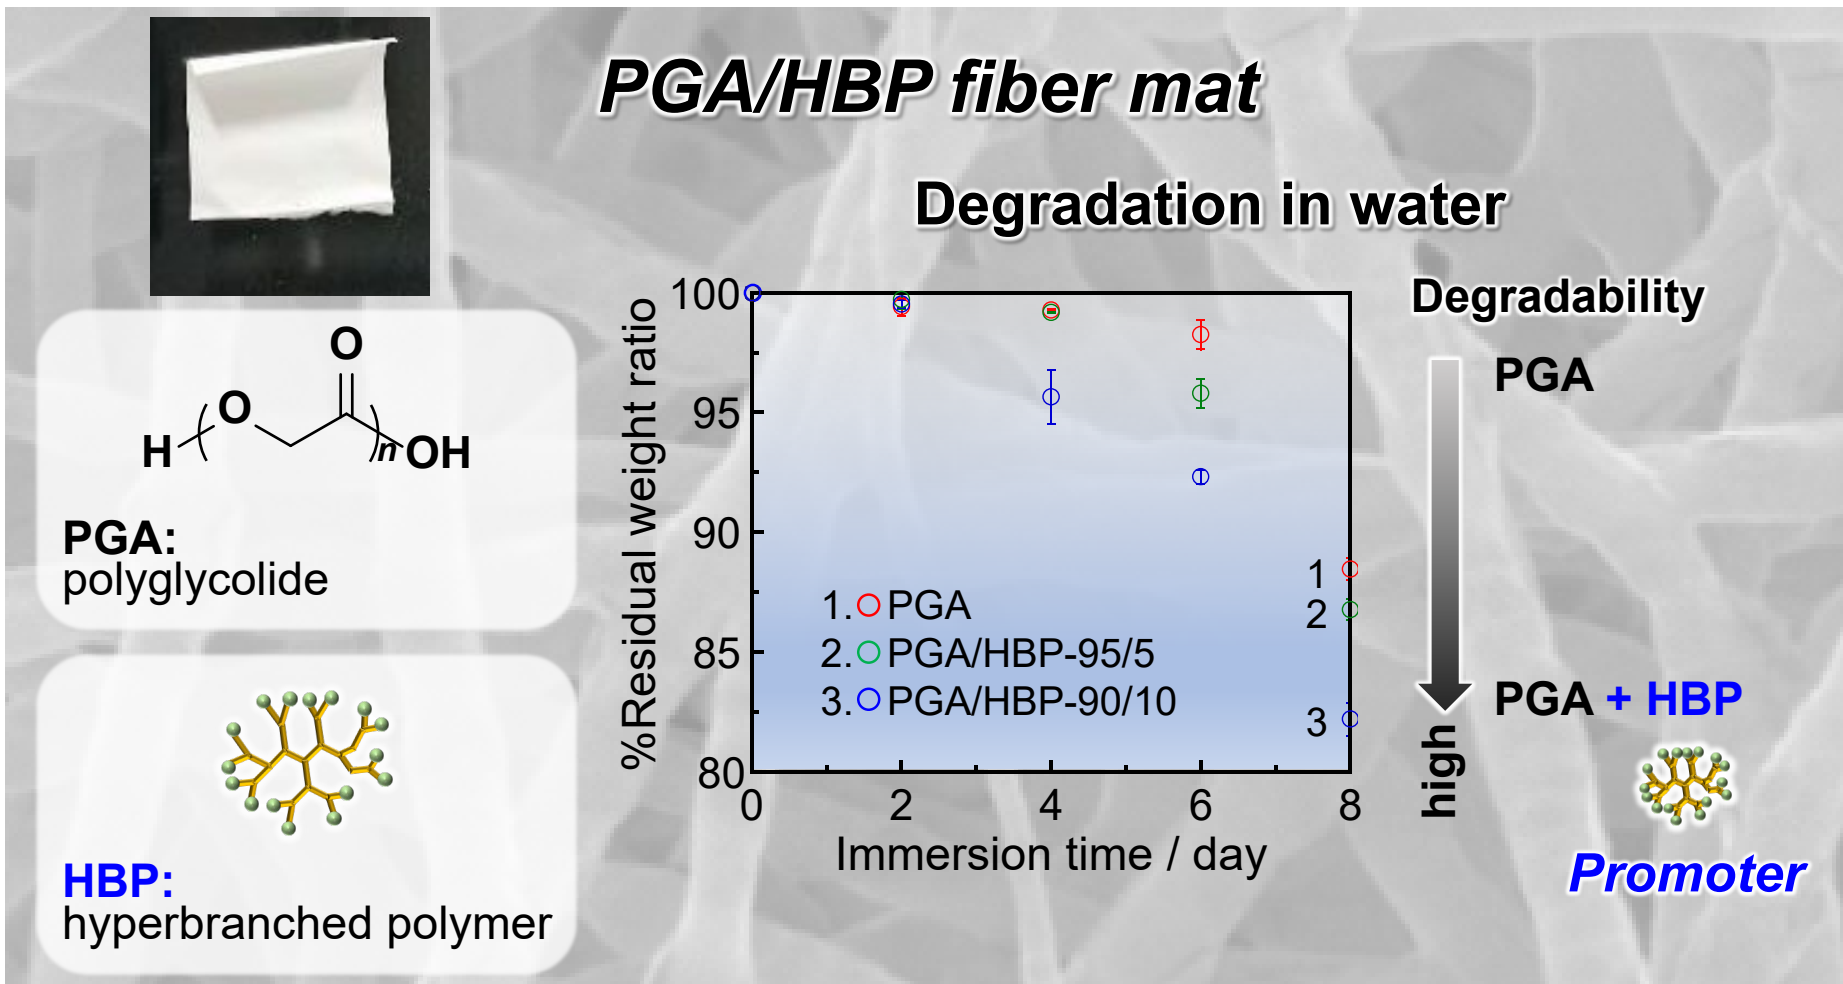 PGA/HBP fiber mat
Degradation in water
O
O
H
n
OH
PGA:
polyglycolide
HBP:
hyperbranched polymer
%Residual weight ratio
100
95
90
85
80
0 2 4 6 8
Immersion time / day
1. PGA
2. PGA/HBP-95/5
3. PGA/HBP-90/10
1
2
3
Degradability
PGA
PGA + HBP
high
Promoter